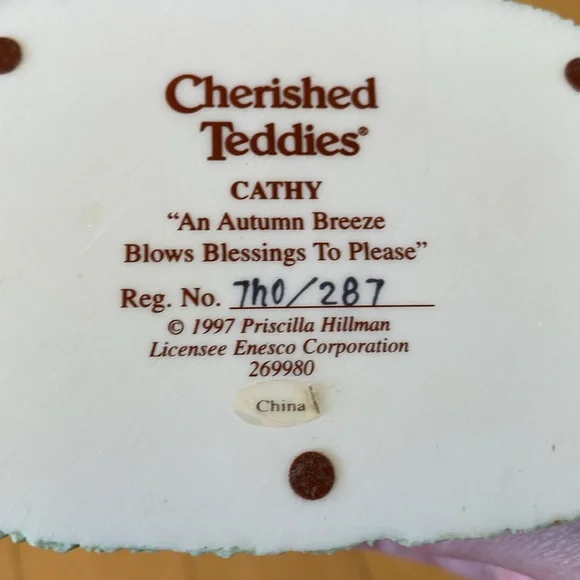 Cherished
Teddies®
CATHY
“An Autumn Breeze
Blows Blessings To Please”
Reg. No. 7h0/287
© 1997 Priscilla Hillman
Licensee Enesco Corporation
269980
China